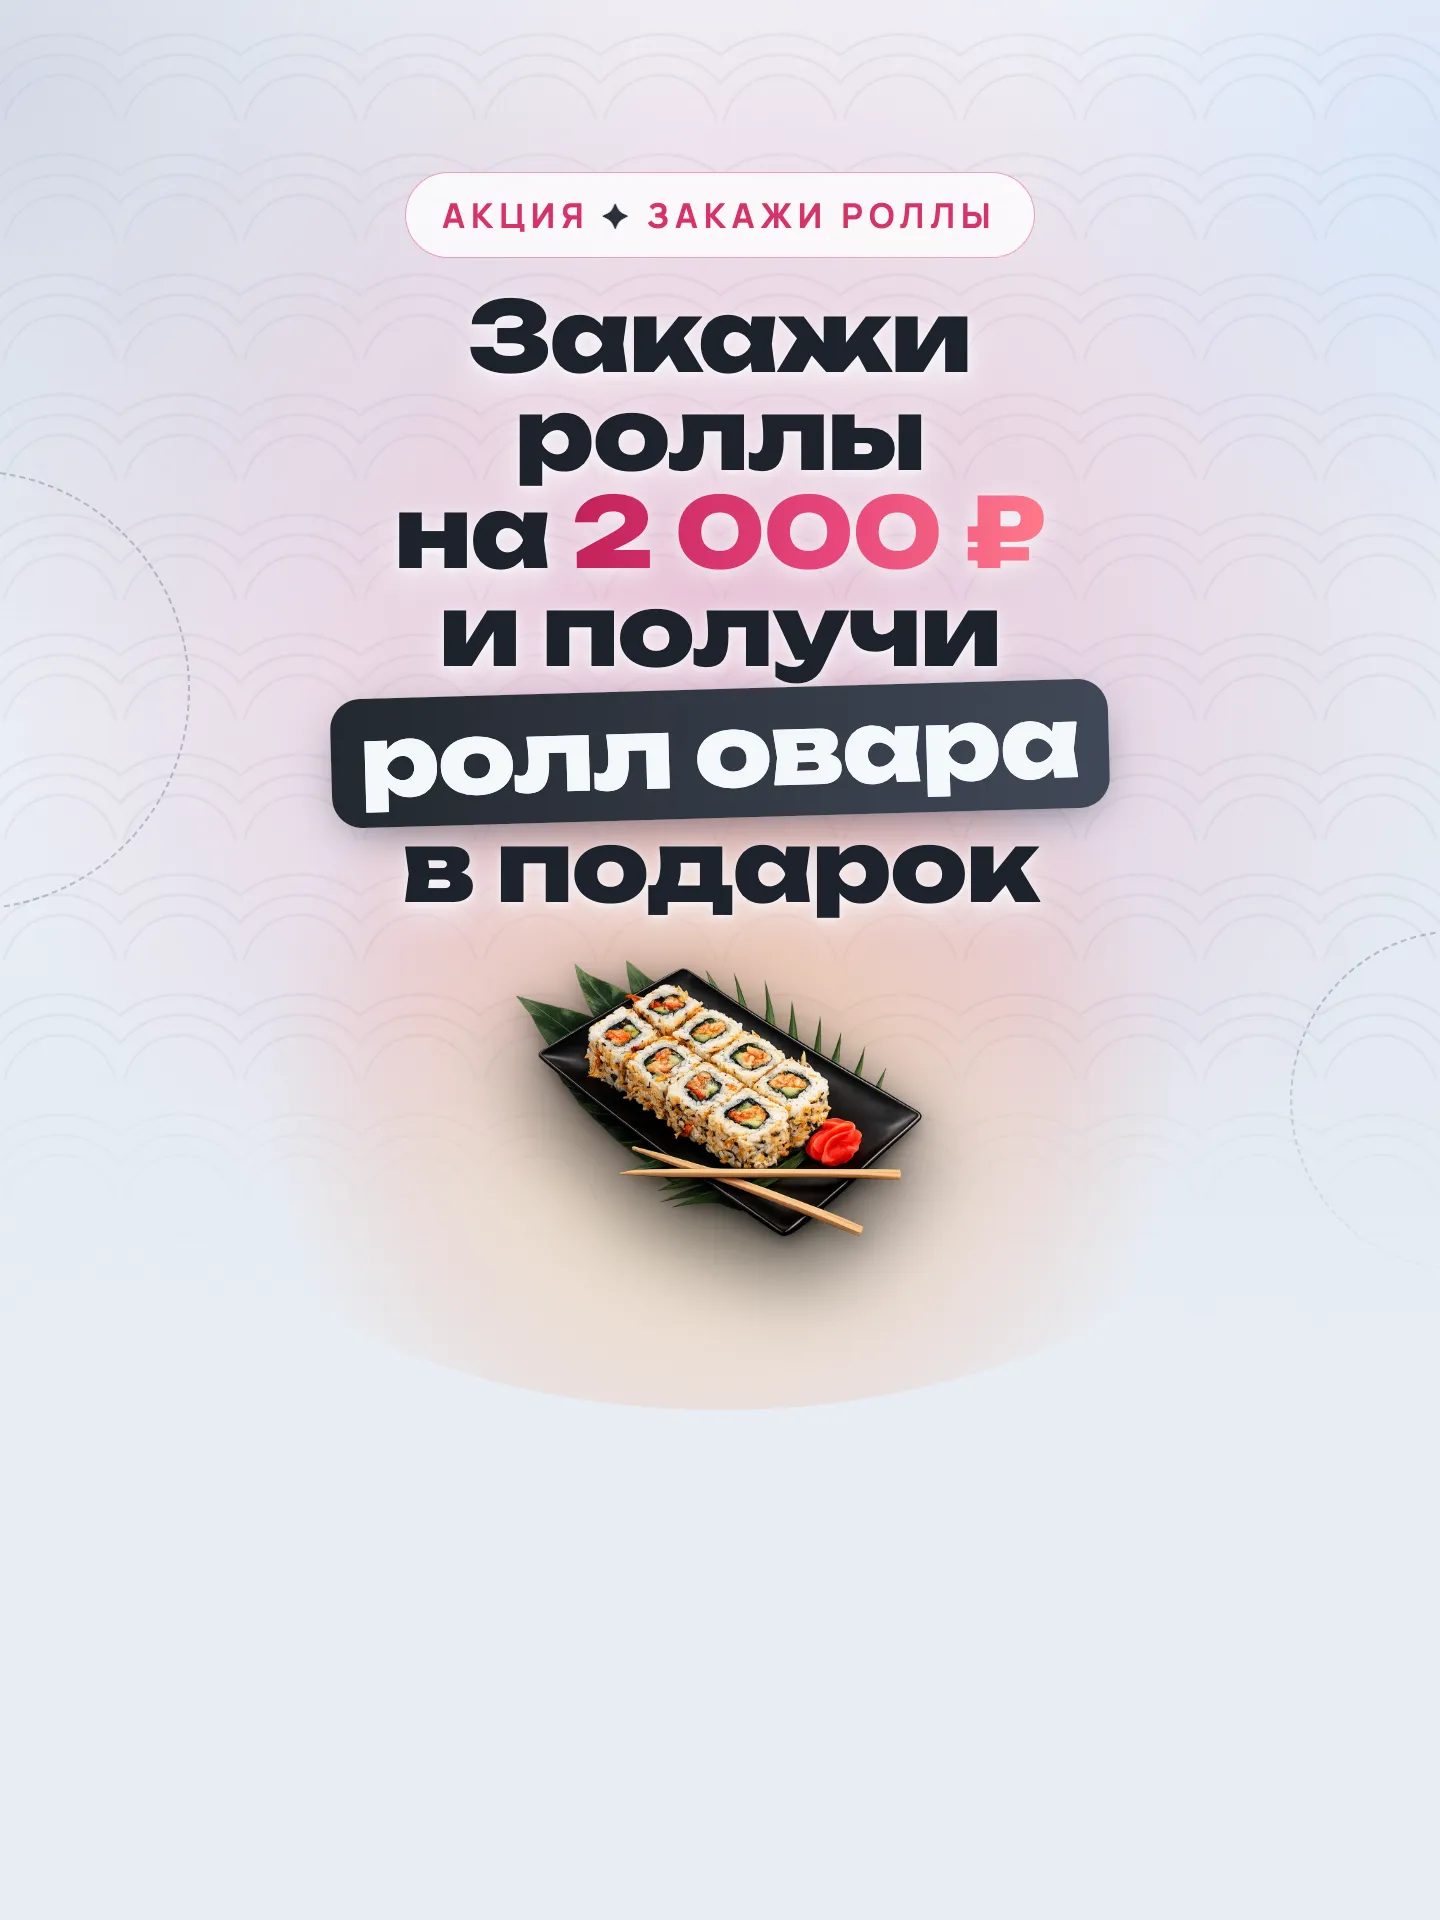 АКЦИЯ ✦ ЗАКАЖИ РОЛЛЫ
Закажи
роллы
на 2 000 ₽
и получи
ролл овара
в подарок